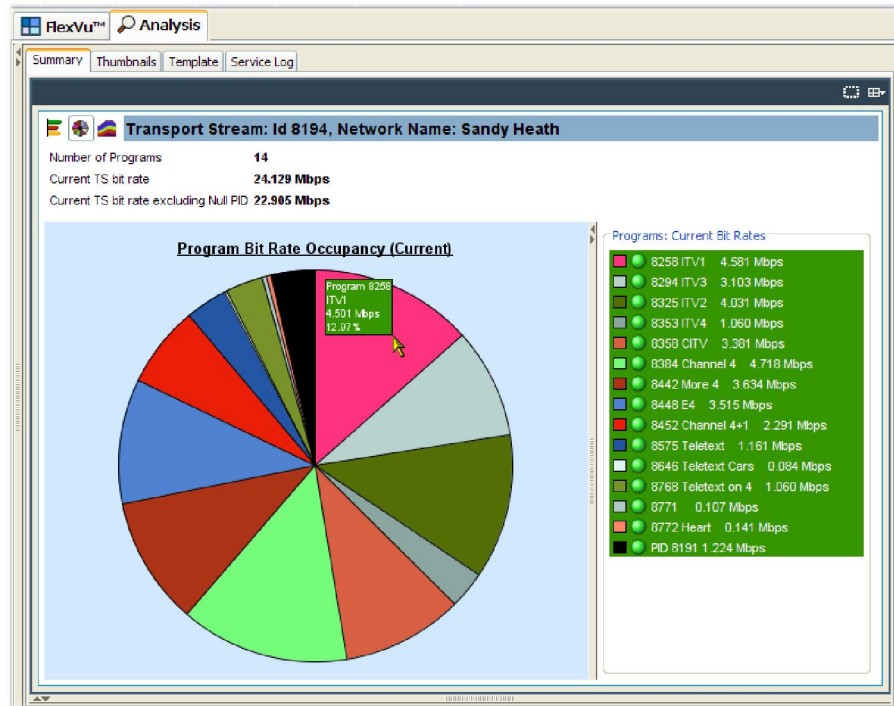 FlexVu™ Analysis
Summary Thumbnails Template Service Log
Transport Stream: Id 8194, Network Name: Sandy Heath
Number of Programs 14
Current TS bit rate 24.129 Mbps
Current TS bit rate excluding Null PID 22.905 Mbps
Program Bit Rate Occupancy (Current)
Program 8258
ITV1
4.501 Mbps
12.97 %
Programs: Current Bit Rates
8258 ITV1 4.581 Mbps
8294 ITV3 3.103 Mbps
8325 ITV2 4.031 Mbps
8353 ITV4 1.060 Mbps
8358 CITV 3.381 Mbps
8384 Channel 4 4.718 Mbps
8442 More 4 3.634 Mbps
8448 E4 3.515 Mbps
8452 Channel 4+1 2.291 Mbps
8575 Teletext 1.161 Mbps
8646 Teletext Cars 0.084 Mbps
8768 Teletext on 4 1.060 Mbps
8771 0.107 Mbps
8772 Heart 0.141 Mbps
PID 8191 1.224 Mbps